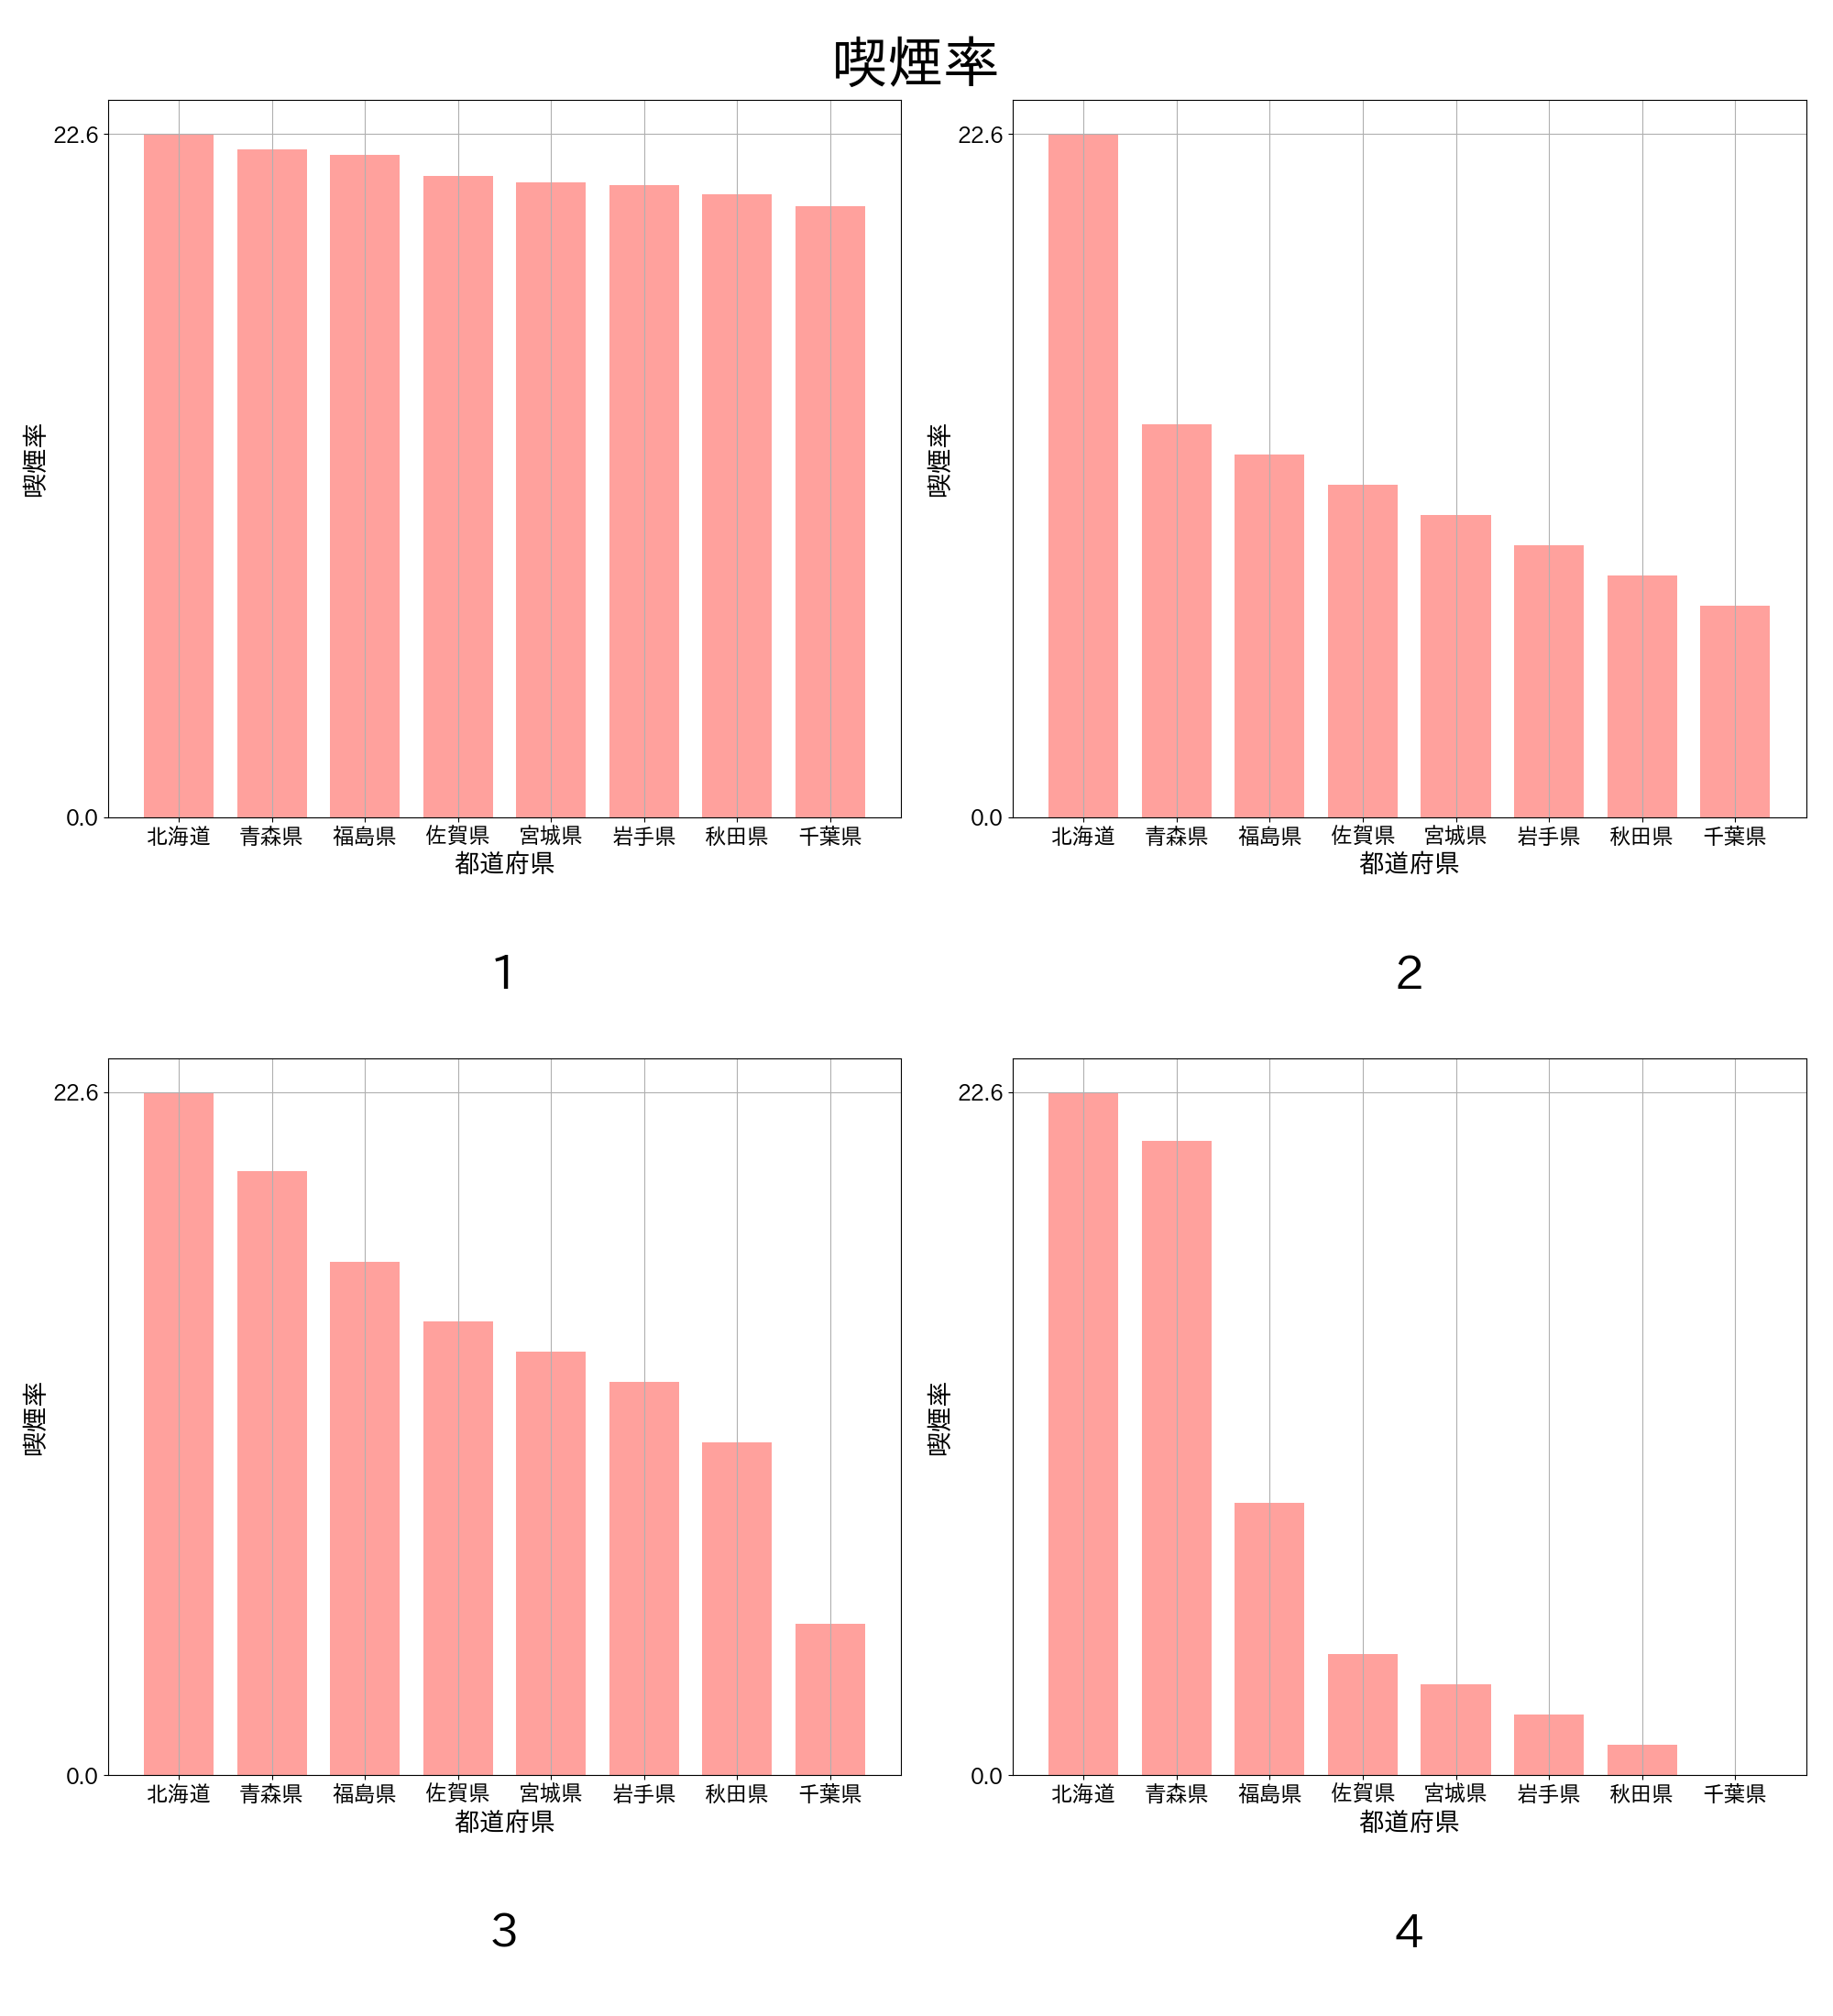 喫煙率
22.6
0.0
喫煙率
北海道 青森県 福島県 佐賀県 宮城県 岩手県 秋田県 千葉県
都道府県
1
22.6
0.0
喫煙率
北海道 青森県 福島県 佐賀県 宮城県 岩手県 秋田県 千葉県
都道府県
2
22.6
0.0
喫煙率
北海道 青森県 福島県 佐賀県 宮城県 岩手県 秋田県 千葉県
都道府県
3
22.6
0.0
喫煙率
北海道 青森県 福島県 佐賀県 宮城県 岩手県 秋田県 千葉県
都道府県
4